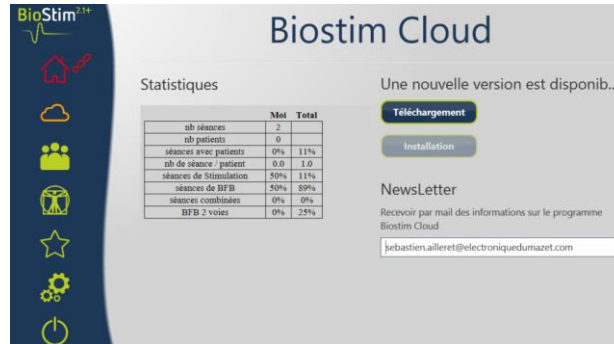 BioStim 2.1+
Biostim Cloud
Statistiques
Moi Total
nb séances 2
nb patients 0
séances avec patients 0% 11%
nb de séance / patient 0.0 1.0
séances de Stimulation 50% 11%
séances de BFB 50% 89%
séances combinées 0% 0%
BFB 2 voies 0% 25%
Une nouvelle version est disponib...
Téléchargement
Installation
NewsLetter
Recevoir par mail des informations sur le programme
Biostim Cloud
sebastien.ailleret@electroniquedumazet.com